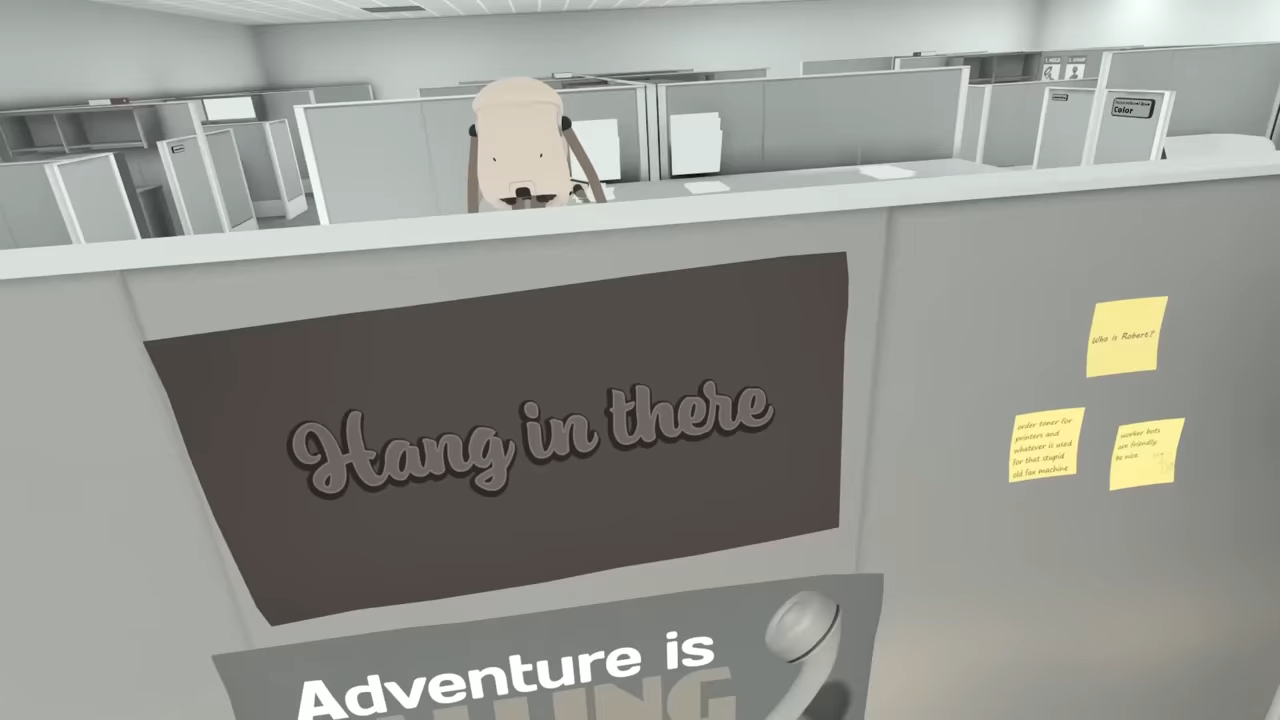 Color
Hang in there
Who is Robert?
order toner for
printers and
whatever is used
for that stupid
old fax machine
worker bots
are friendly
be nice
Adventure is
CALLING